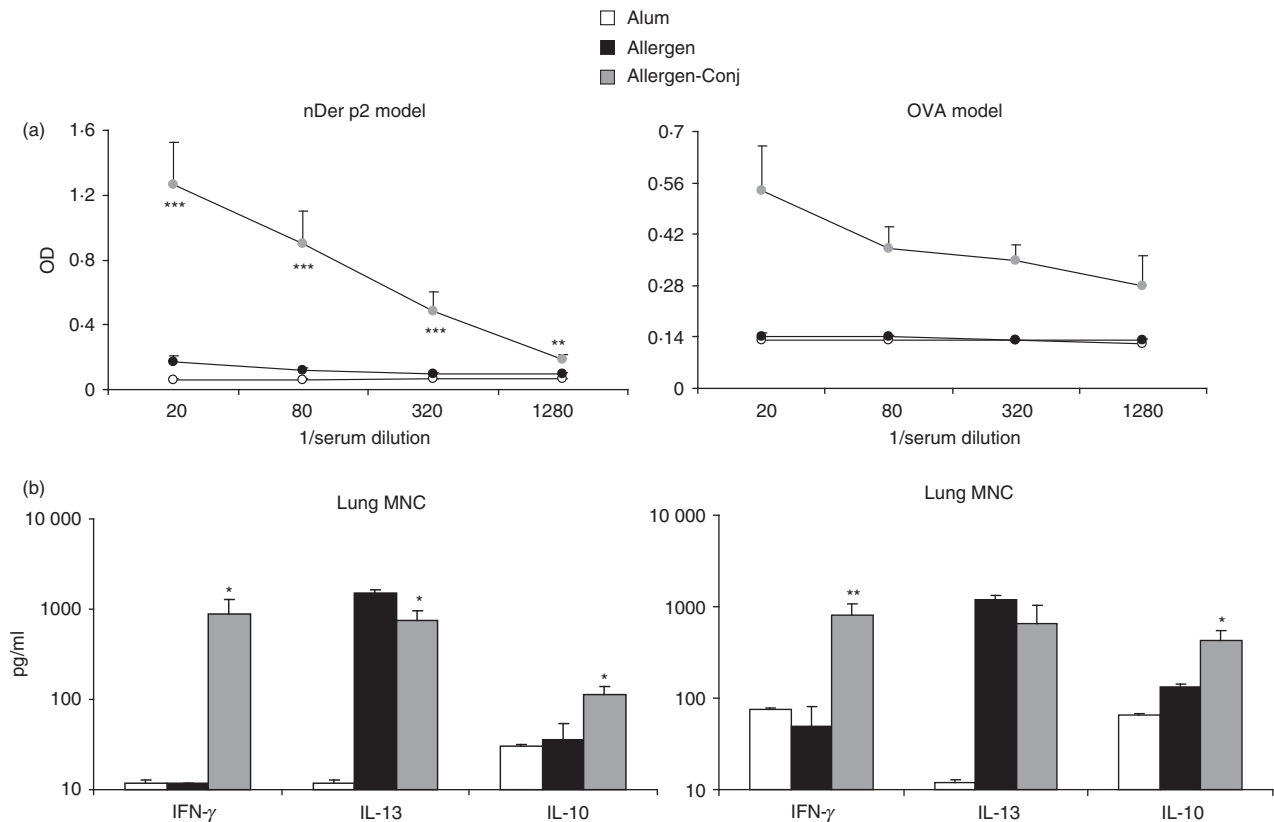 Alum
Allergen
Allergen-Conj
(a)
nDer p2 model
OVA model
OD
1·6
1·2
0·8
0·4
0
***
***
***
**
20 80 320 1280
1/serum dilution
0·7
0·56
0·42
0·28
0·14
0
20 80 320 1280
1/serum dilution
(b)
Lung MNC
pg/ml
10 000
1000
100
10
*
*
*
IFN-γ IL-13 IL-10
Lung MNC
10 000
1000
100
10
**
*
IFN-γ IL-13 IL-10